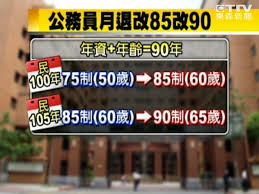 ETtv
東森新聞
公務員月退改85改90
年資+年齡=90年
民100年 75制(50歲)→85制(60歲)
民105年 85制(60歲)→90制(65歲)